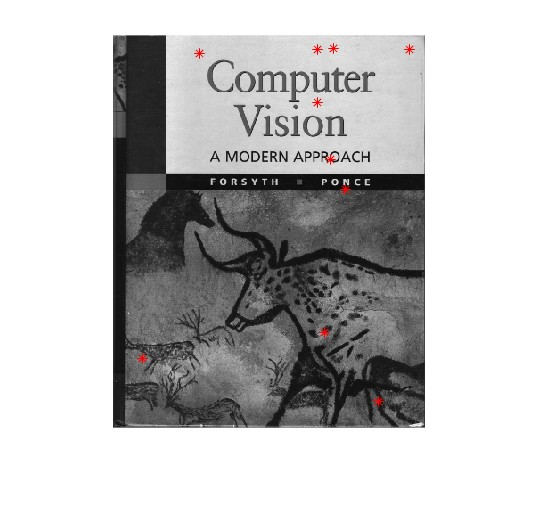 Computer
Vision
A MODERN APPROACH
FORSYTH ▪ PONCE